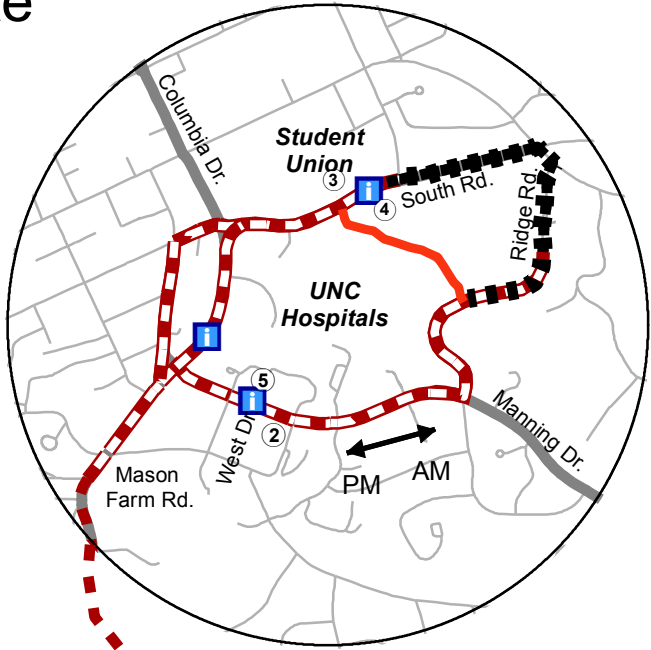 Columbia Dr.
Student
Union
3
i
4
South Rd.
Ridge Rd.
UNC
Hospitals
i
5
i
2
West Dr.
Manning Dr.
PM
AM
Mason
Farm Rd.